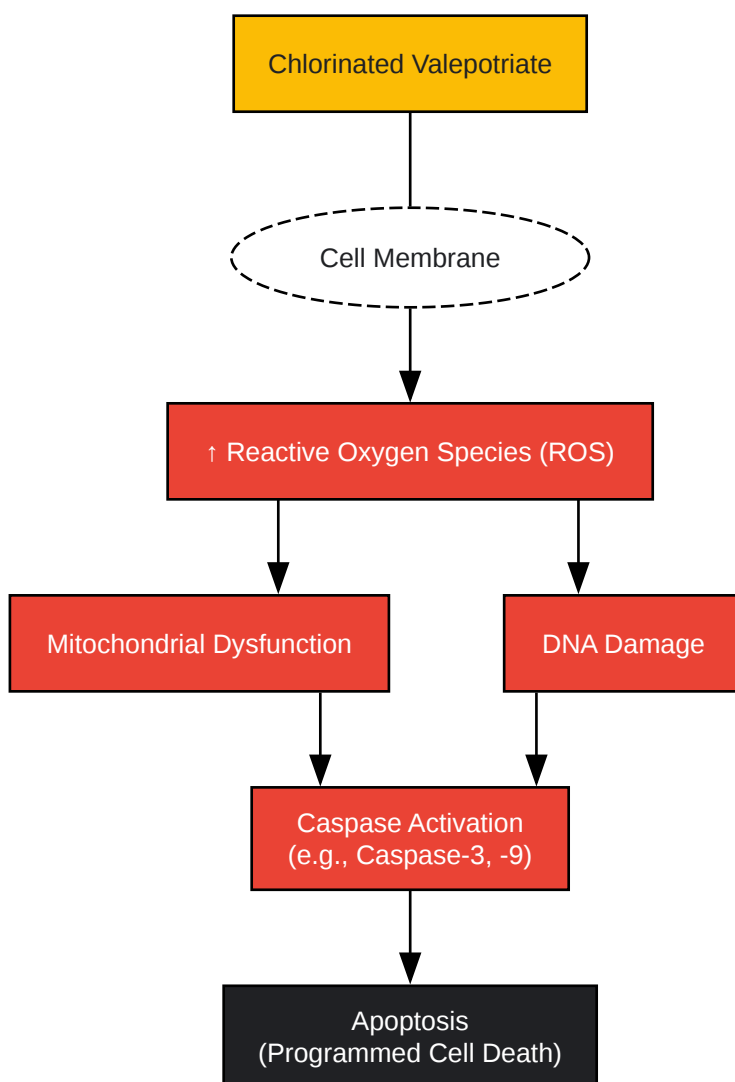 Chlorinated Valepotriate
Cell Membrane
↑ Reactive Oxygen Species (ROS)
Mitochondrial Dysfunction
DNA Damage
Caspase Activation
(e.g., Caspase-3, -9)
Apoptosis
(Programmed Cell Death)